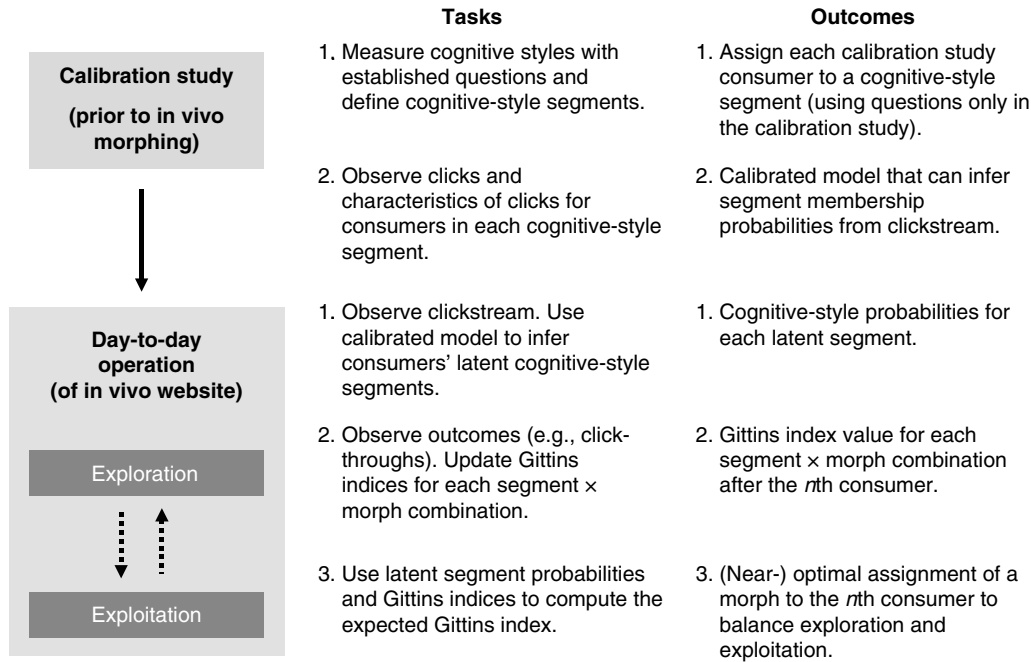 Tasks
Outcomes
Calibration study
(prior to in vivo
morphing)
1. Measure cognitive styles with
established questions and
define cognitive-style segments.
1. Assign each calibration study
consumer to a cognitive-style
segment (using questions only in
the calibration study).
2. Observe clicks and
characteristics of clicks for
consumers in each cognitive-style
segment.
2. Calibrated model that can infer
segment membership
probabilities from clickstream.
Day-to-day
operation
(of in vivo website)
Exploration
Exploitation
1. Observe clickstream. Use
calibrated model to infer
consumers' latent cognitive-style
segments.
1. Cognitive-style probabilities for
each latent segment.
2. Observe outcomes (e.g., click-
throughs). Update Gittins
indices for each segment ×
morph combination.
2. Gittins index value for each
segment × morph combination
after the nth consumer.
3. Use latent segment probabilities
and Gittins indices to compute the
expected Gittins index.
3. (Near-) optimal assignment of a
morph to the nth consumer to
balance exploration and
exploitation.